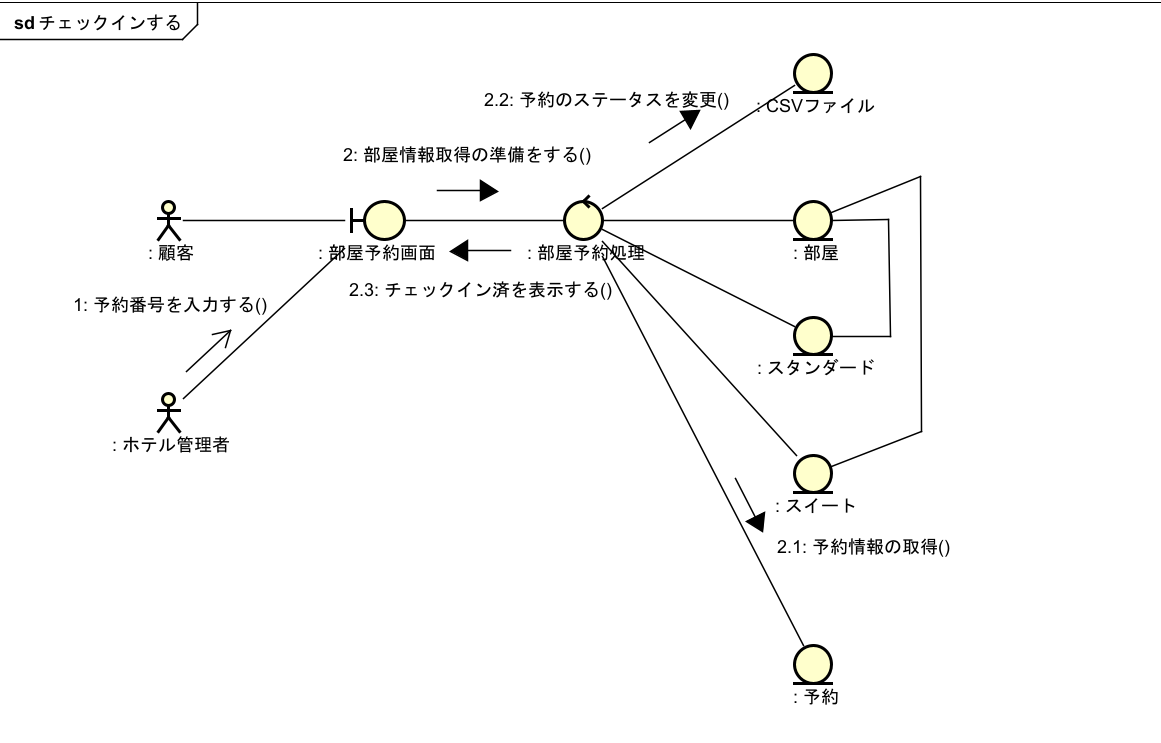 sd チェックインする
2.2: 予約のステータスを変更()
: CSVファイル
2: 部屋情報取得の準備をする()
: 顧客
: 部屋予約画面
: 部屋予約処理
: 部屋
2.3: チェックイン済を表示する()
1: 予約番号を入力する()
: スタンダード
: ホテル管理者
: スイート
2.1: 予約情報の取得()
: 予約